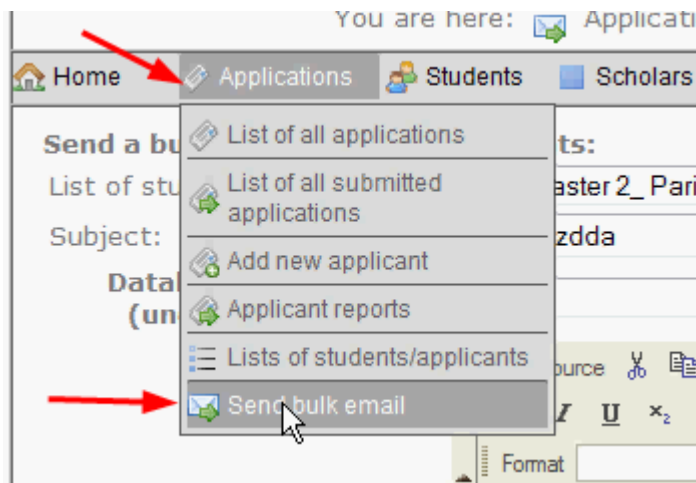 You are here: Applicati
Home Applications Students Scholars
Send a bu
ts:
List of all applications
List of stu
aster 2_ Pari
List of all submitted
applications
Subject:
zdda
Add new applicant
Datal
(un
Applicant reports
Lists of students/applicants
ource
Send bulk email
I U ×₂
Format